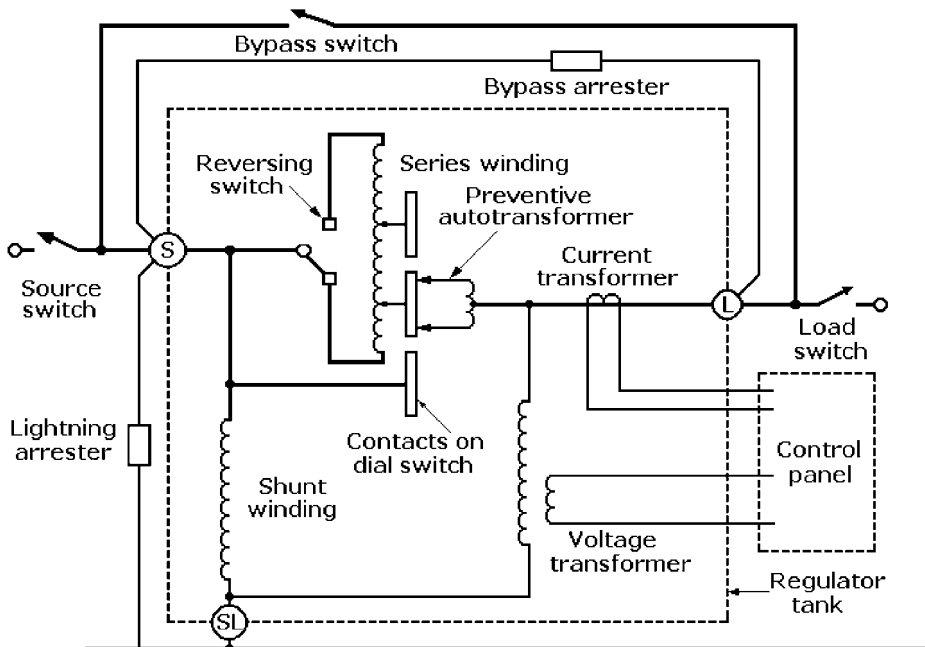 Bypass switch
Bypass arrester
Reversing
switch
Series winding
Preventive
autotransformer
S
Current
transformer
Source
switch
L
Load
switch
Lightning
arrester
Contacts on
dial switch
Control
panel
Shunt
winding
Voltage
transformer
Regulator
tank
SL